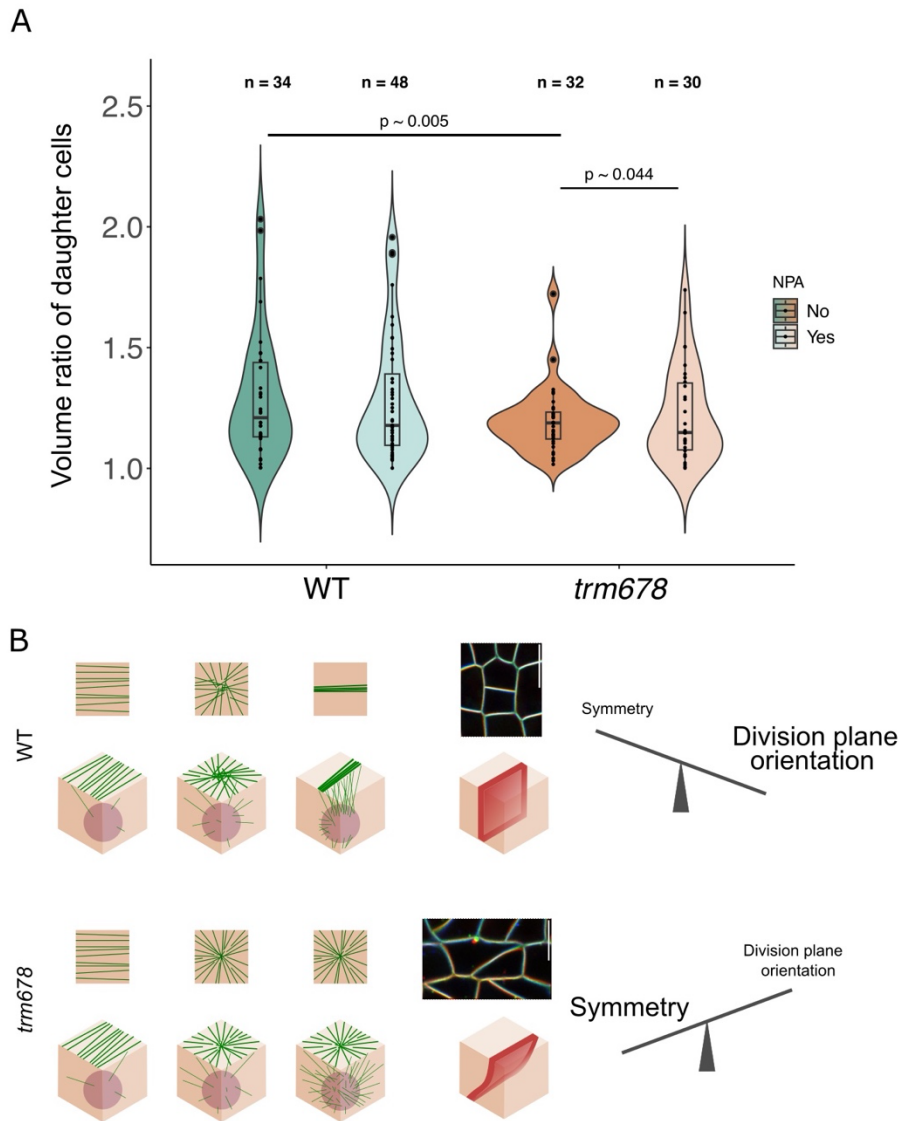 A
n = 34
n = 48
n = 32
n = 30
p ~ 0.005
p ~ 0.044
Volume ratio of daughter cells
2.5
2.0
1.5
1.0
NPA
No
Yes
WT
trm678
B
WT
Symmetry
Division plane
orientation
trm678
Division plane
orientation
Symmetry